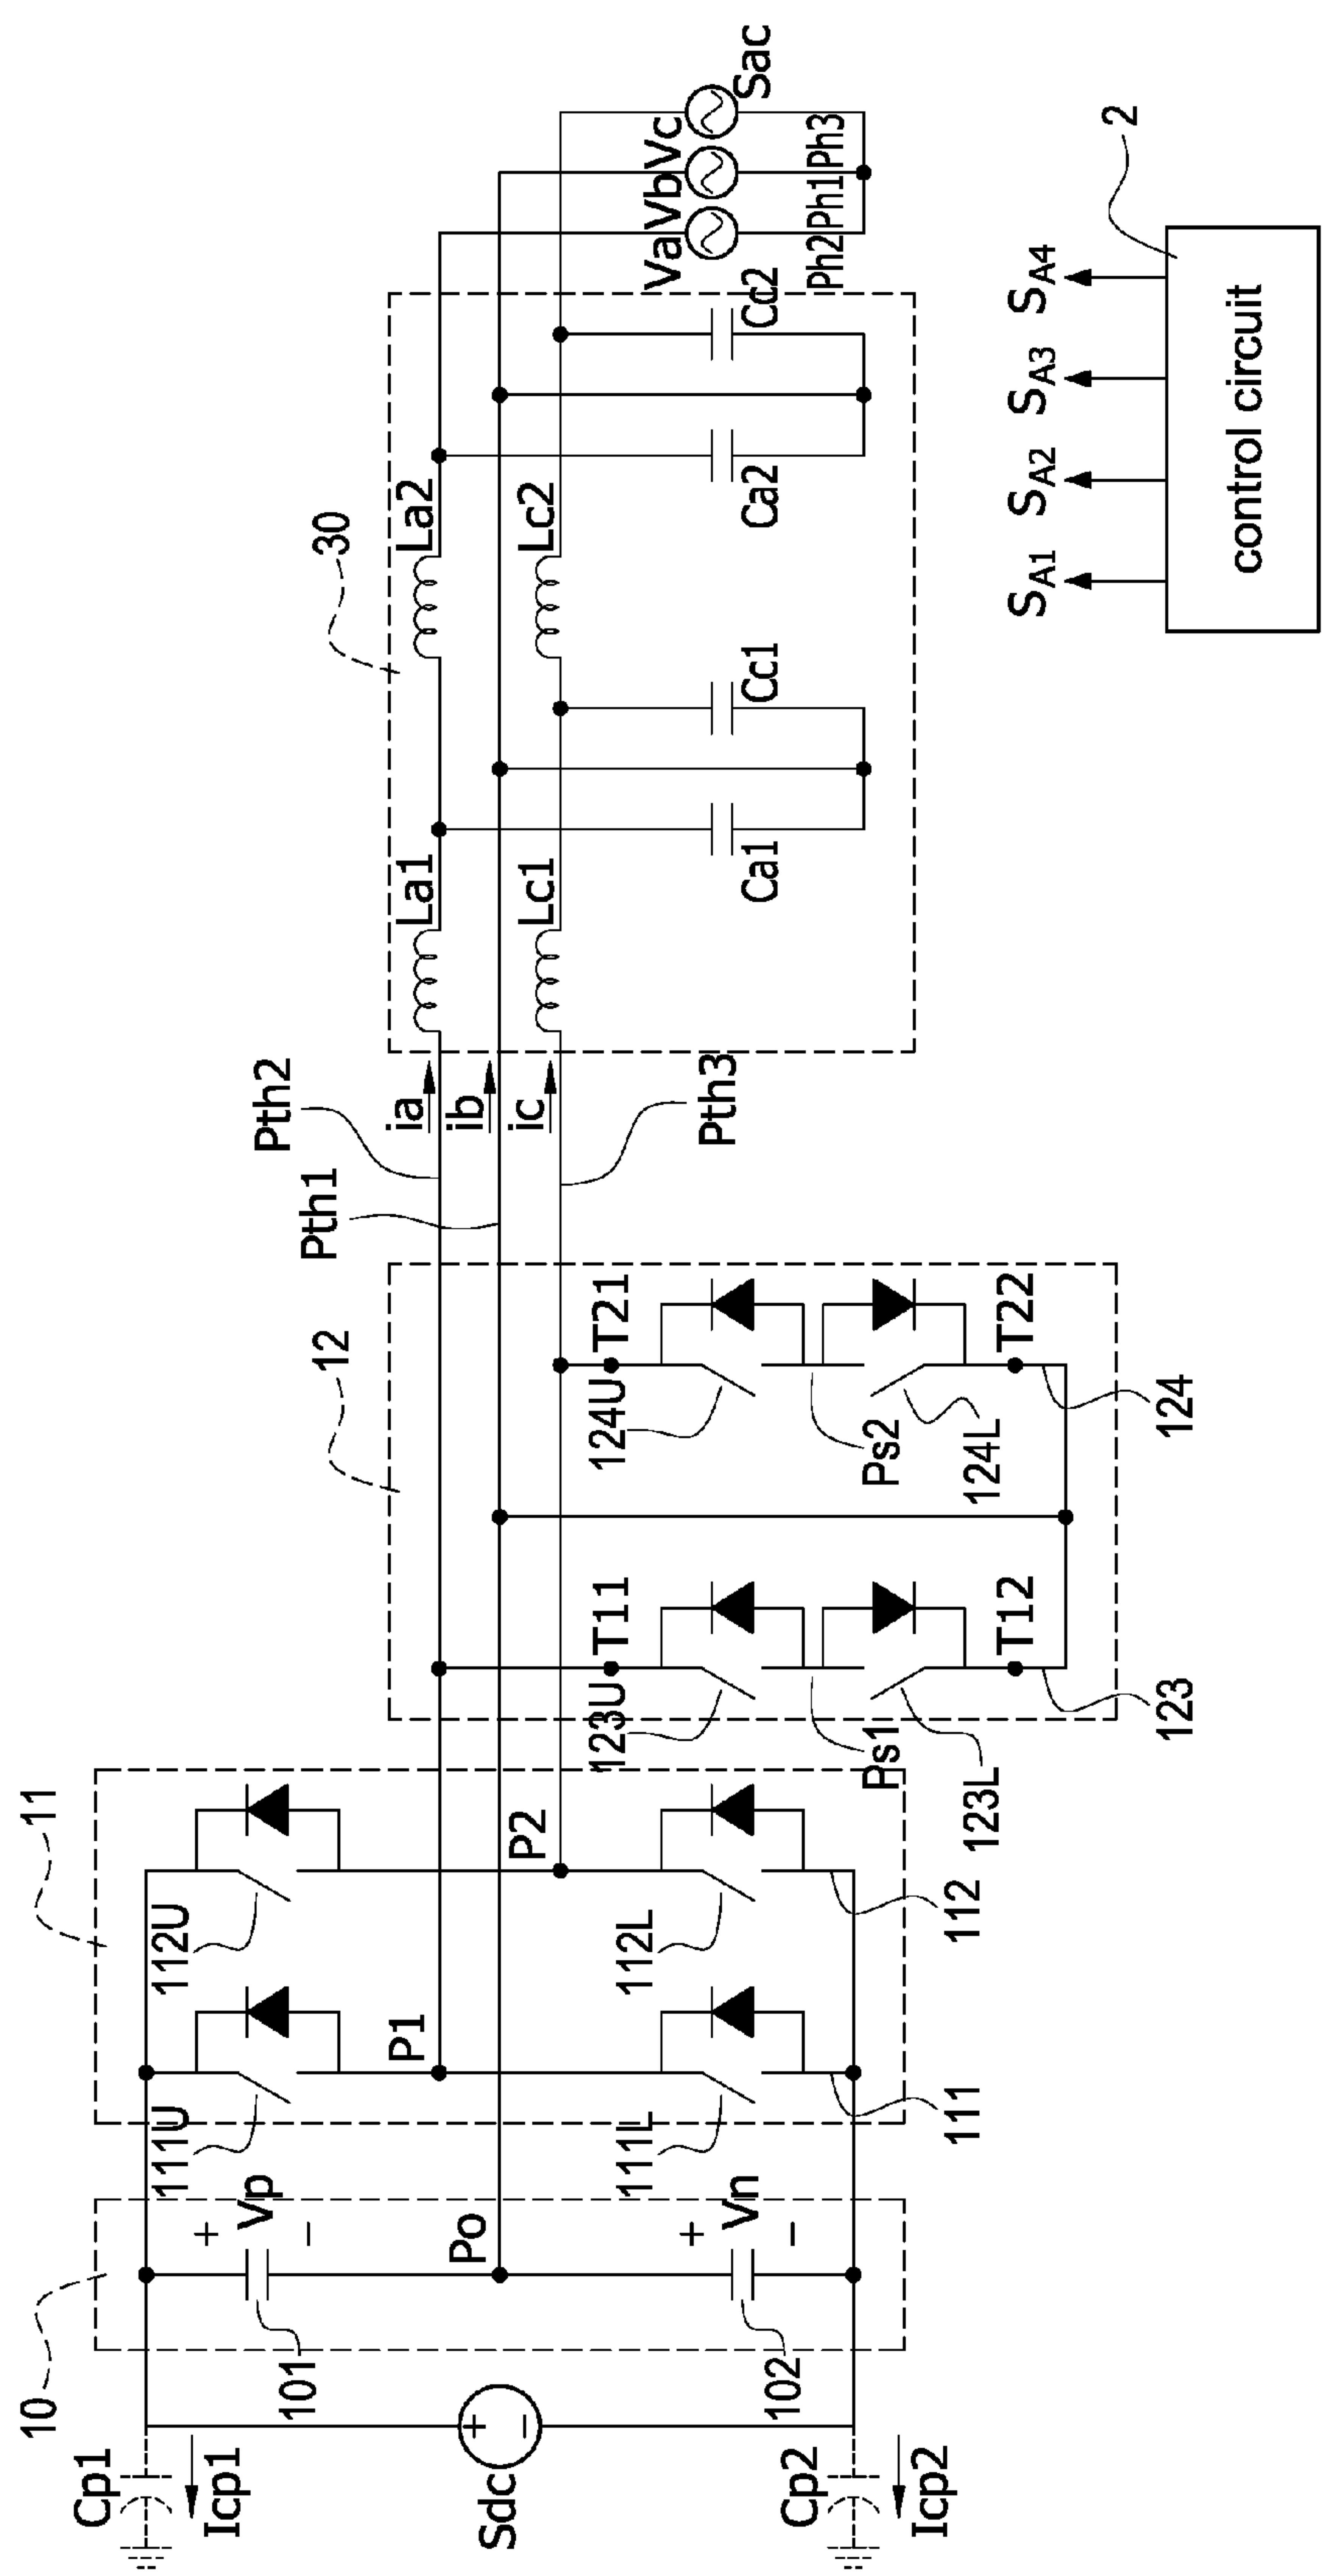 10
11
12
30
Cp1
Icp1
Sdc
Cp2
Icp2
101
102
+
Vp
−
Po
+
Vn
−
+
−
111U
112U
P1
P2
111L
112L
111
112
Pth1
Pth2
Pth3
ia
ib
ic
123U
T11
Ps1
123L
T12
123
124U
T21
Ps2
124L
T22
124
La1
Lc1
Ca1
Cc1
La2
Lc2
Ca2
Cc2
Va
Vb
Vc
Sac
Ph2
Ph1
Ph3
SA1
SA2
SA3
SA4
2
control circuit